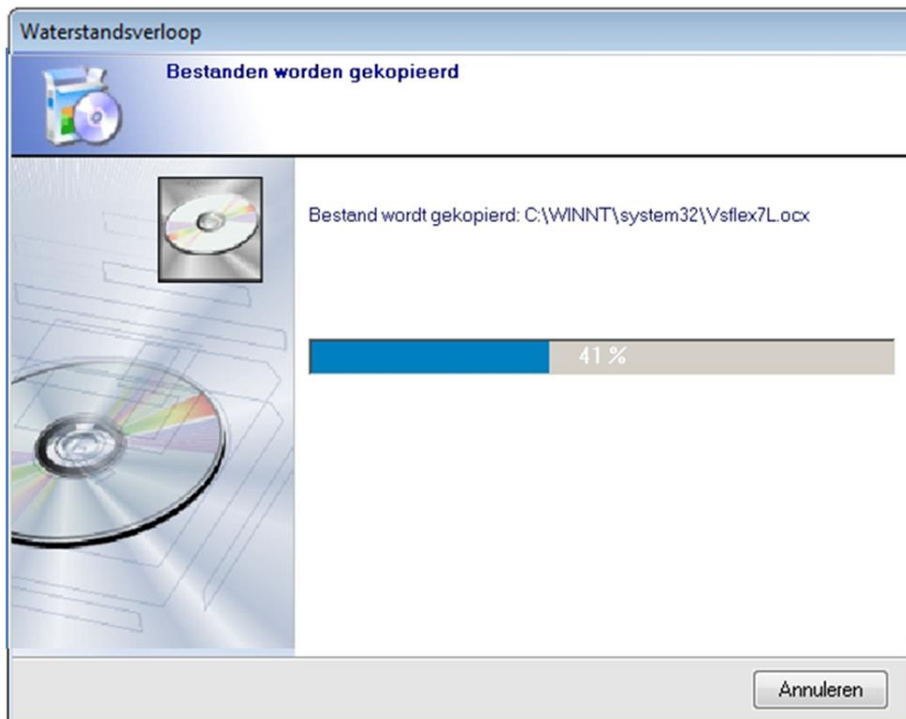 Waterstandsverloop
Bestanden worden gekopieerd
Bestand wordt gekopierd: C:\WINNT\system32\Vsflex7L.ocx
41 %
Annuleren